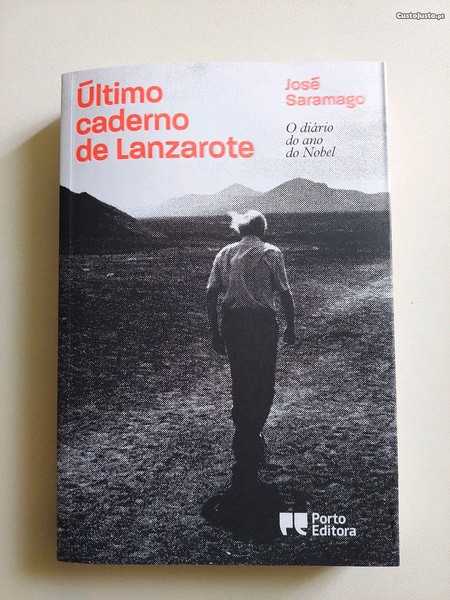 CustoJusto.pt
Último
caderno
de Lanzarote
José
Saramago
O diário
do ano
do Nobel
Porto
Editora